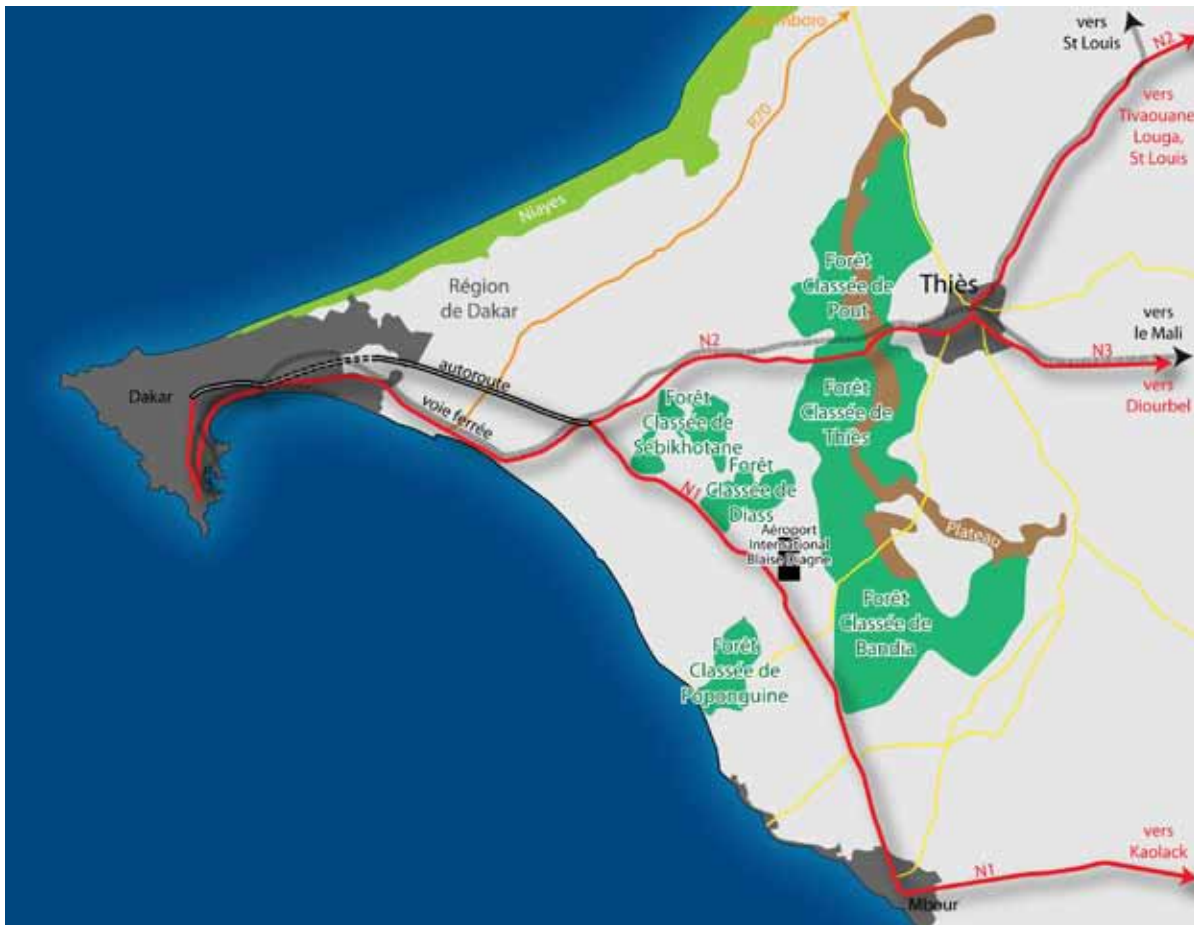 vers
St Louis
N2
vers
Tivaouane
Louga,
St Louis
R70
Niayes
Région
de Dakar
Forêt
Classée de
Pout
Thiès
vers
le Mali
N3
vers
Diourbel
N2
autoroute
Dakar
voie ferrée
Forêt
Classée de
Sébikhotane
Forêt
Classée de
Thiès
Forêt
Classée de
Diass
N1
Aéroport
International
Blaise Diagne
Plateau
Forêt
Classée de
Bandia
Forêt
Classée de
Poponguine
vers
Kaolack
N1
Mbour